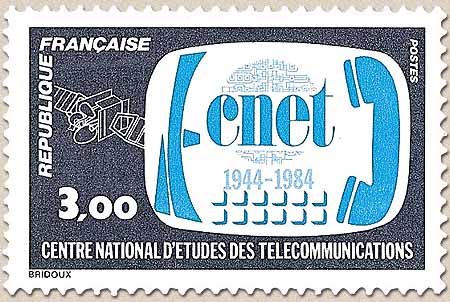 RÉPUBLIQUE FRANÇAISE
POSTES
cnet
1944-1984
3,00
CENTRE NATIONAL D'ETUDES DES TELECOMMUNICATIONS
BRIDOUX